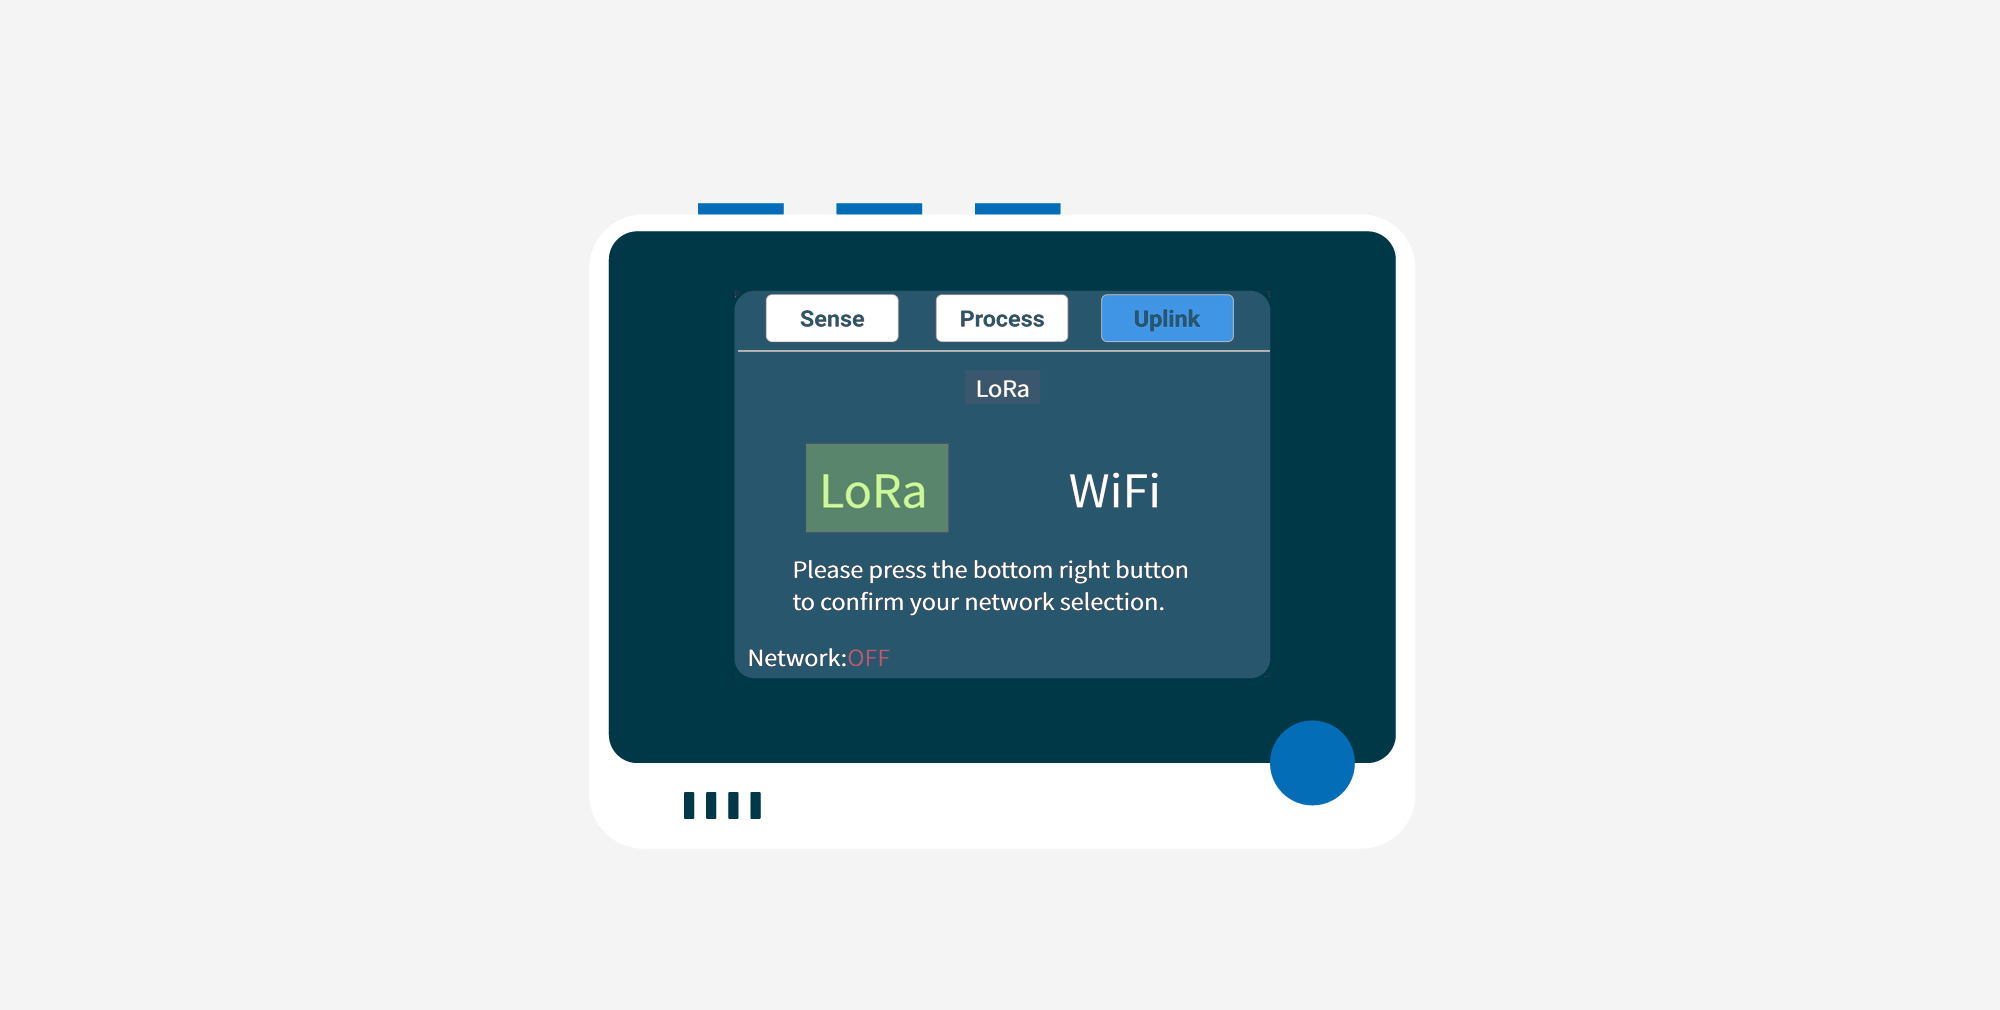 Sense Process Uplink
LoRa
LoRa WiFi
Please press the bottom right button
to confirm your network selection.
Network:OFF